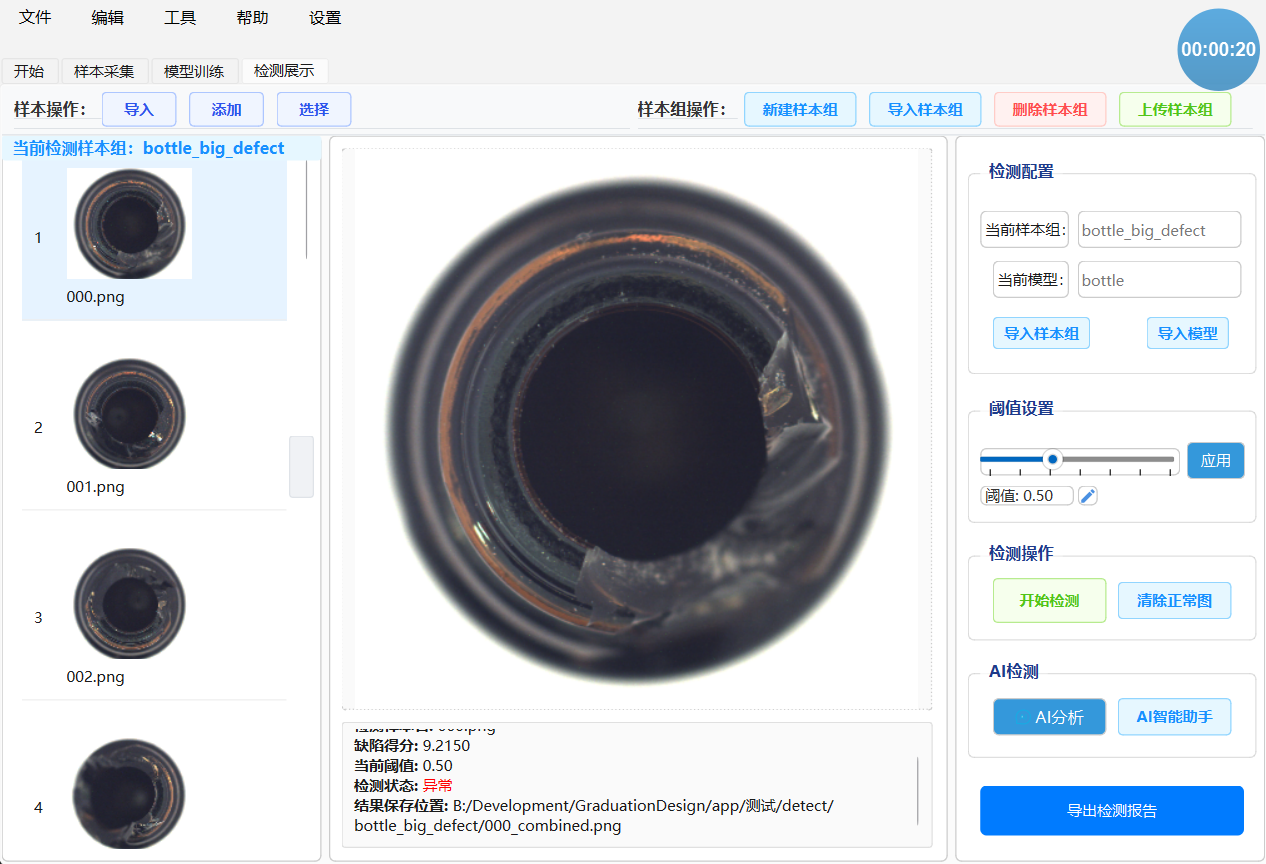 文件 编辑 工具 帮助 设置
00:00:20
开始 样本采集 模型训练 检测展示
样本操作: 导入 添加 选择 样本组操作: 新建样本组 导入样本组 删除样本组 上传样本组
当前检测样本组: bottle_big_defect
1
000.png
2
001.png
3
002.png
4
缺陷得分: 9.2150
当前阈值: 0.50
检测状态: 异常
结果保存位置: B:/Development/GraduationDesign/app/测试/detect/
bottle_big_defect/000_combined.png
检测配置
当前样本组: bottle_big_defect
当前模型: bottle
导入样本组 导入模型
阈值设置
应用
阈值: 0.50
检测操作
开始检测 清除正常图
AI检测
AI分析 AI智能助手
导出检测报告